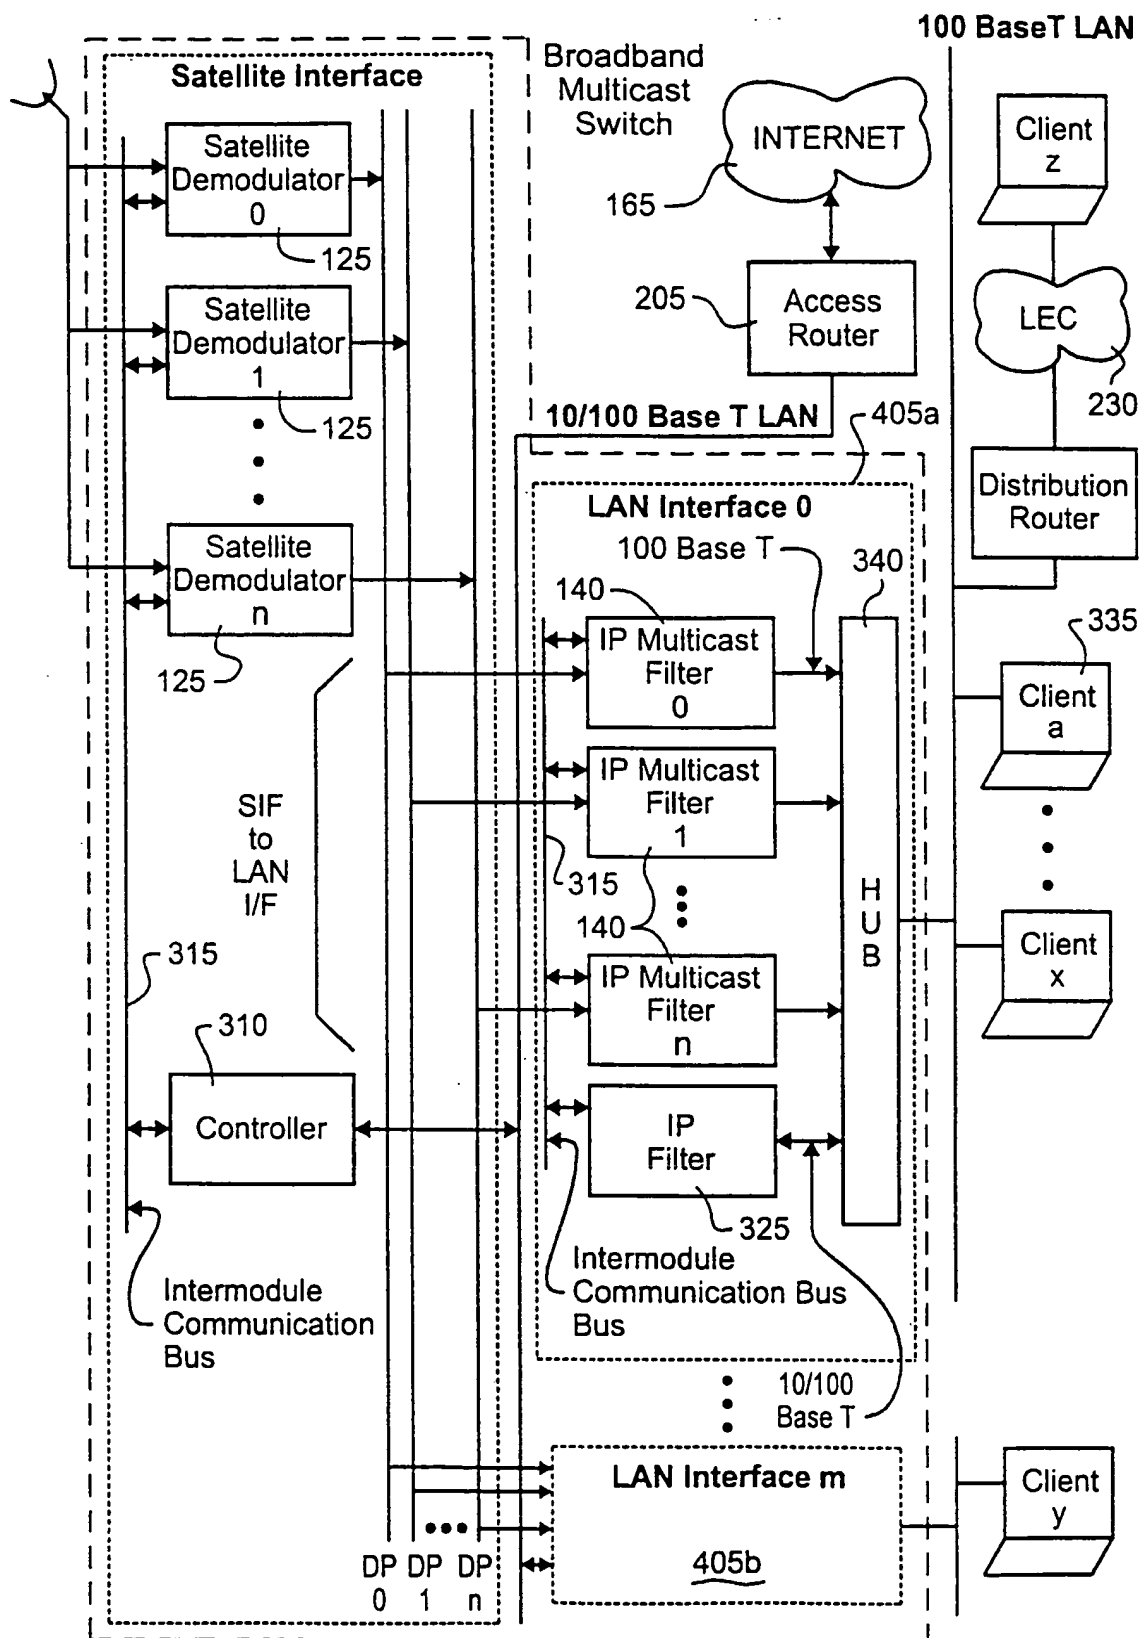 100 BaseT LAN
Satellite Interface
Broadband
Multicast
Switch
Satellite
Demodulator
0
125
INTERNET
165
Client
z
Satellite
Demodulator
1
125
205
Access
Router
LEC
230
10/100 Base T LAN
405a
Satellite
Demodulator
n
125
LAN Interface 0
100 Base T
340
Distribution
Router
140
IP Multicast
Filter
0
335
Client
a
IP Multicast
Filter
1
315
140
SIF
to
LAN
I/F
H
U
B
IP Multicast
Filter
n
Client
x
315
310
Controller
IP
Filter
325
Intermodule
Communication
Bus
Intermodule
Communication Bus
Bus
10/100
Base T
LAN Interface m
405b
Client
y
DP DP DP
0 1 n